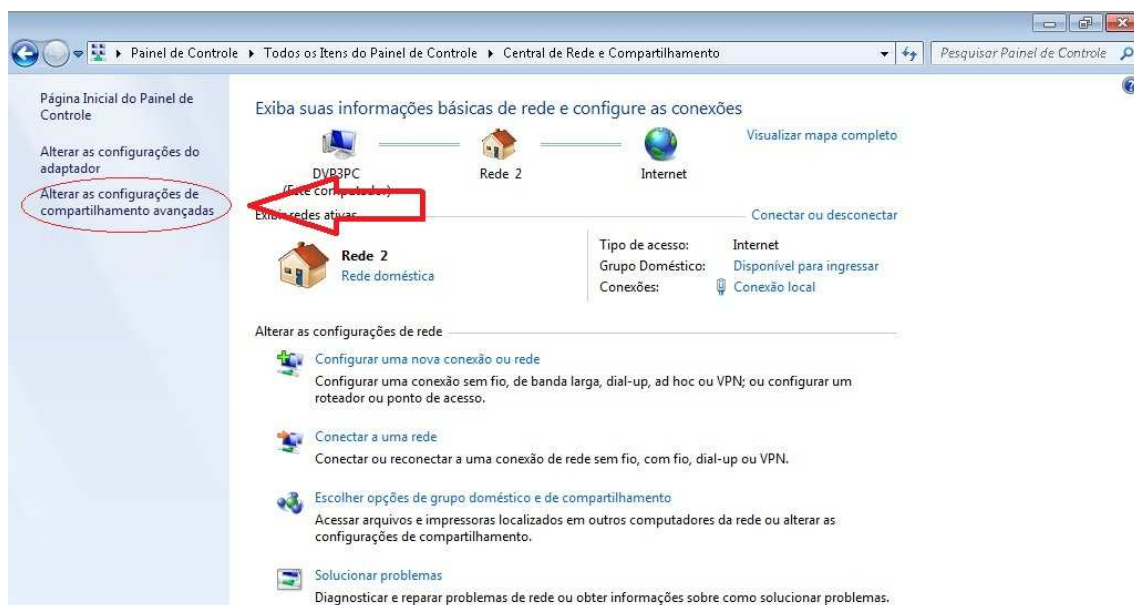 Painel de Controle ▸ Todos os Itens do Painel de Controle ▸ Central de Rede e Compartilhamento
Pesquisar Painel de Controle
Página Inicial do Painel de
Controle
Alterar as configurações do
adaptador
Alterar as configurações de
compartilhamento avançadas
Exiba suas informações básicas de rede e configure as conexões
DVP3PC
(Este computador)
Rede 2
Internet
Visualizar mapa completo
Exibir redes ativas
Conectar ou desconectar
Rede 2
Rede doméstica
Tipo de acesso: Internet
Grupo Doméstico: Disponível para ingressar
Conexões: Conexão local
Alterar as configurações de rede
Configurar uma nova conexão ou rede
Configurar uma conexão sem fio, de banda larga, dial-up, ad hoc ou VPN; ou configurar um
roteador ou ponto de acesso.
Conectar a uma rede
Conectar ou reconectar a uma conexão de rede sem fio, com fio, dial-up ou VPN.
Escolher opções de grupo doméstico e de compartilhamento
Acessar arquivos e impressoras localizados em outros computadores da rede ou alterar as
configurações de compartilhamento.
Solucionar problemas
Diagnosticar e reparar problemas de rede ou obter informações sobre como solucionar problemas.